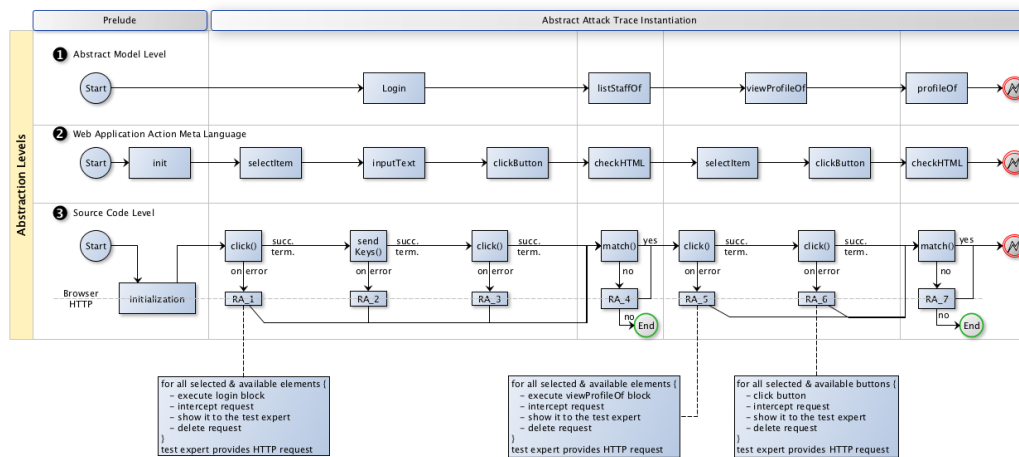 Prelude
Abstract Attack Trace Instantiation
Abstraction Levels
1 Abstract Model Level
Start
Login
listStaffOf
viewProfileOf
profileOf
2 Web Application Action Meta Language
Start
init
selectItem
inputText
clickButton
checkHTML
selectItem
clickButton
checkHTML
3 Source Code Level
Start
click()
succ.
term.
send
Keys()
succ.
term.
click()
succ.
term.
match()
yes
click()
succ.
term.
click()
succ.
term.
match()
yes
on error
on error
on error
no
on error
on error
no
Browser
HTTP
initialization
RA_1
RA_2
RA_3
RA_4
RA_5
RA_6
RA_7
no
End
no
End
for all selected & available elements {
– execute login block
– intercept request
– show it to the test expert
– delete request
}
test expert provides HTTP request
for all selected & available elements {
– execute viewProfileOf block
– intercept request
– show it to the test expert
– delete request
}
test expert provides HTTP request
for all selected & available buttons {
– click button
– intercept request
– show it to the test expert
– delete request
}
test expert provides HTTP request